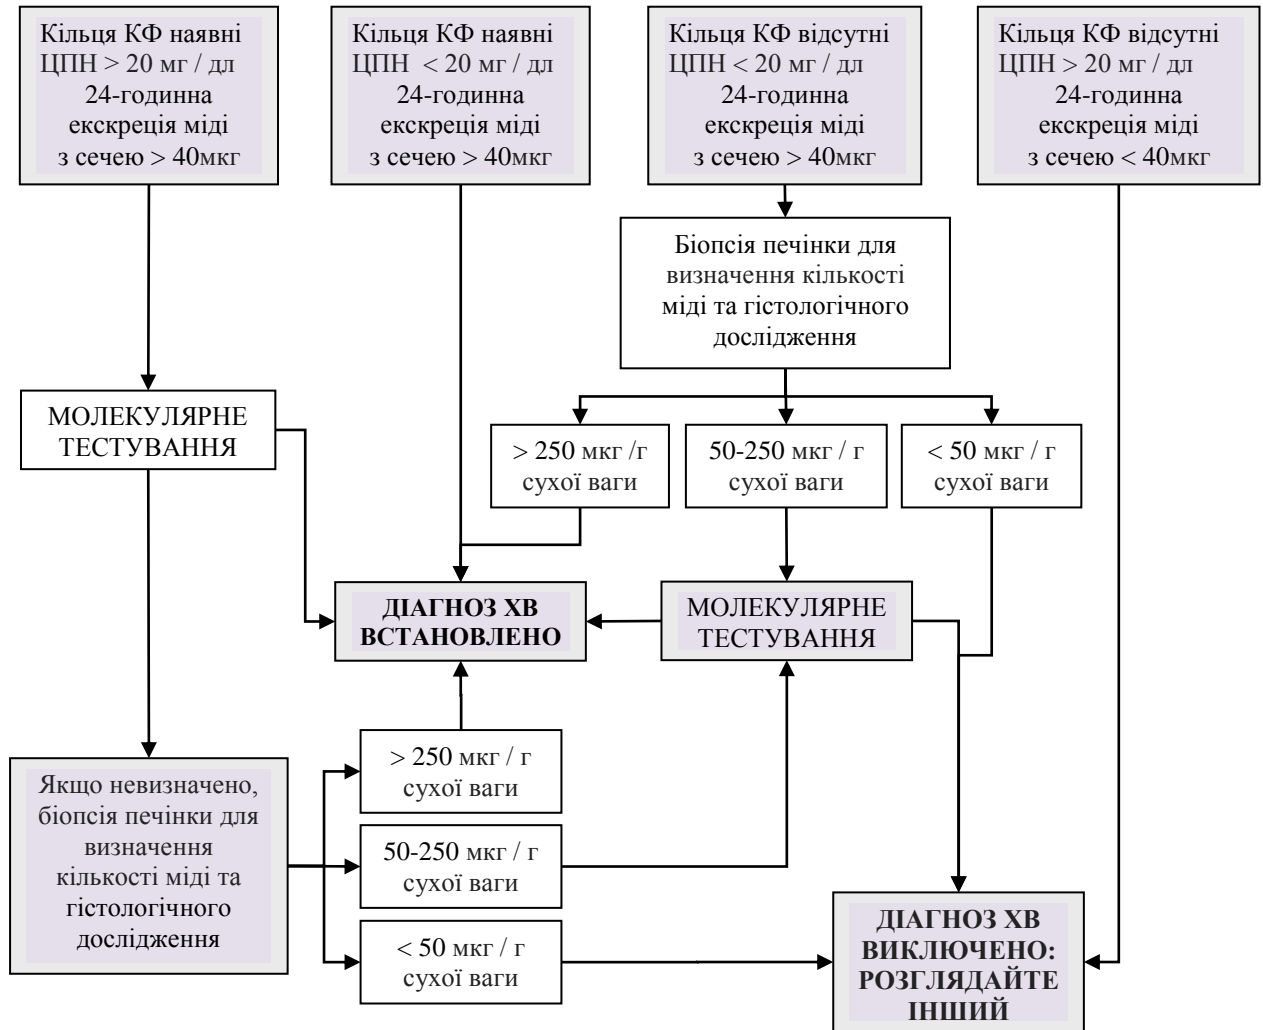 Кільця КФ наявні
ЦПН > 20 мг / дл
24-годинна
екскреція міді
з сечею > 40мкг
Кільця КФ наявні
ЦПН < 20 мг / дл
24-годинна
екскреція міді
з сечею > 40мкг
Кільця КФ відсутні
ЦПН < 20 мг / дл
24-годинна
екскреція міді
з сечею > 40мкг
Кільця КФ відсутні
ЦПН > 20 мг / дл
24-годинна
екскреція міді
з сечею < 40мкг
Біопсія печінки для
визначення кількості
міді та гістологічного
дослідження
МОЛЕКУЛЯРНЕ
ТЕСТУВАННЯ
> 250 мкг /г
сухої ваги
50-250 мкг / г
сухої ваги
< 50 мкг / г
сухої ваги
ДІАГНОЗ ХВ
ВСТАНОВЛЕНО
МОЛЕКУЛЯРНЕ
ТЕСТУВАННЯ
Якщо невизначено,
біопсія печінки для
визначення
кількості міді та
гістологічного
дослідження
> 250 мкг / г
сухої ваги
50-250 мкг / г
сухої ваги
< 50 мкг / г
сухої ваги
ДІАГНОЗ ХВ
ВИКЛЮЧЕНО:
РОЗГЛЯДАЙТЕ
ІНШИЙ